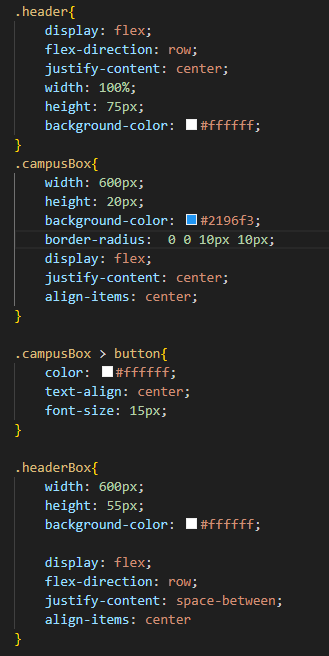 .header{
    display: flex;
    flex-direction: row;
    justify-content: center;
    width: 100%;
    height: 75px;
    background-color: #ffffff;
}
.campusBox{
    width: 600px;
    height: 20px;
    background-color: #2196f3;
    border-radius:  0 0 10px 10px;
    display: flex;
    justify-content: center;
    align-items: center;
}

.campusBox > button{
    color: #ffffff;
    text-align: center;
    font-size: 15px;
}

.headerBox{
    width: 600px;
    height: 55px;
    background-color: #ffffff;

    display: flex;
    flex-direction: row;
    justify-content: space-between;
    align-items: center
}